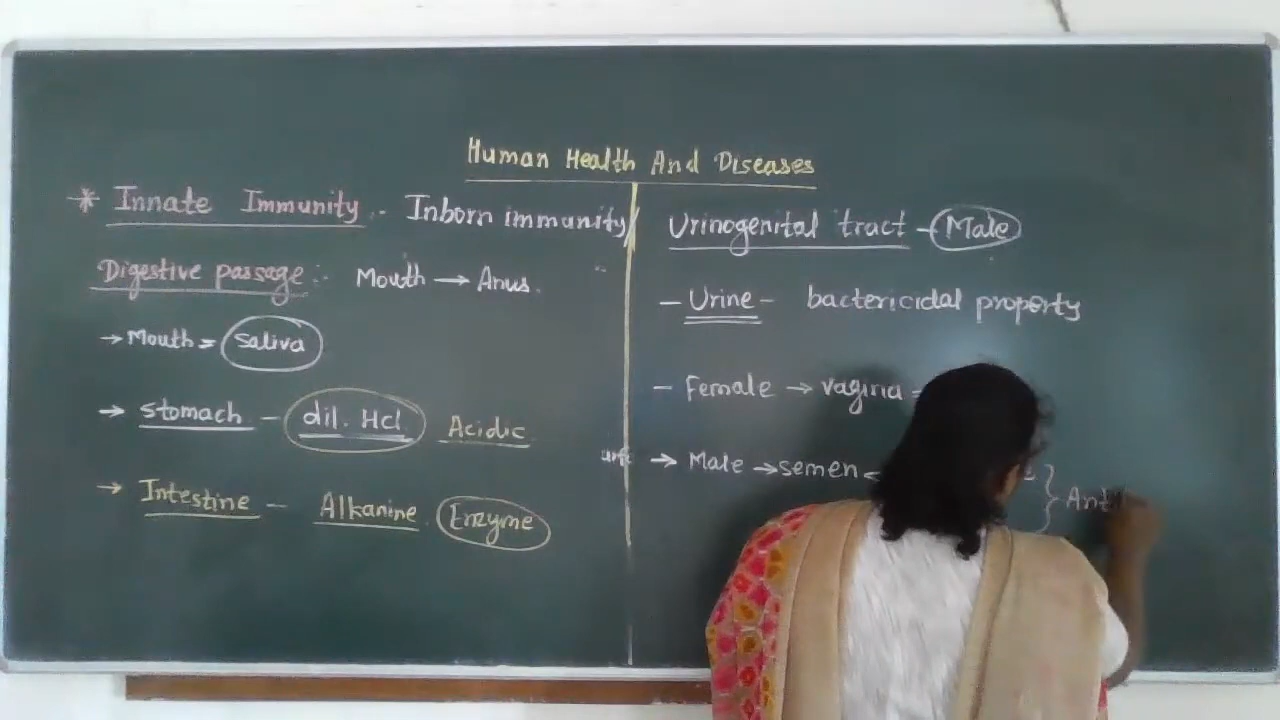 Human Health And Diseases
* Innate Immunity :- Inborn immunity
Digestive passage :- Mouth → Anus.
→ Mouth = Saliva
→ stomach - dil. Hcl Acidic
→ Intestine - Alkanine Enzyme
Urinogenital tract - Male
- Urine - bactericidal property
- Female → vagina =
→ Male → semen <
} Ant